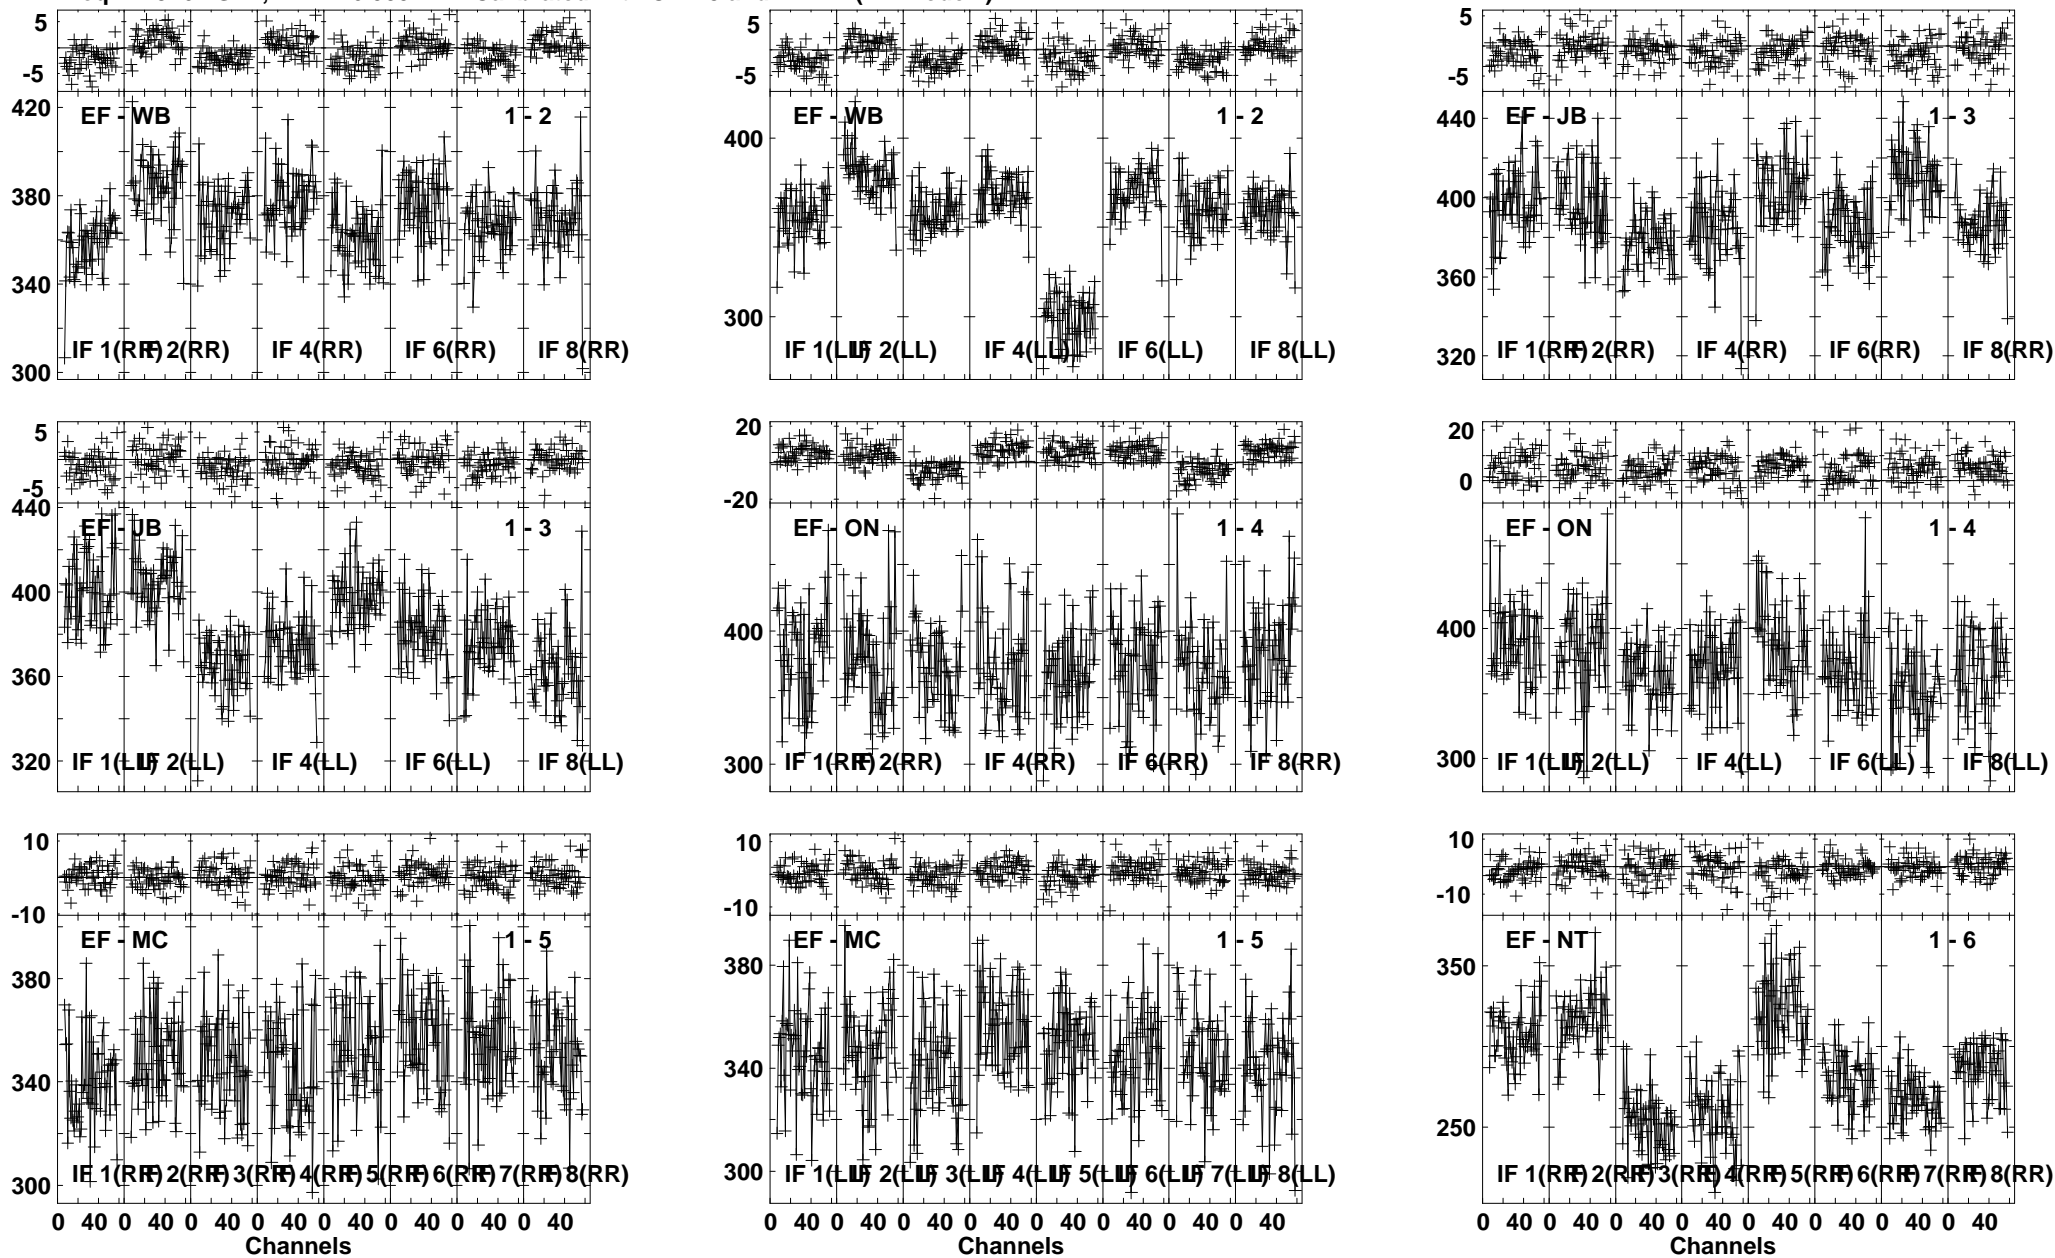 5 5 5
-5 -5 -5
EF - WB 1 - 2 EF - WB 1 - 2 EF - JB 1 - 3
420 400 440
380 300 400
340 360
300 320
IF 1(RR) IF 2(RR) IF 4(RR) IF 6(RR) IF 8(RR) IF 1(LL) IF 2(LL) IF 4(LL) IF 6(LL) IF 8(LL) IF 1(RR) IF 2(RR) IF 4(RR) IF 6(RR) IF 8(RR)
5 20 20
-5 -20 0
EF - JB 1 - 3 EF - ON 1 - 4 EF - ON 1 - 4
440 400 400
400 300 300
360
320
IF 1(LL) IF 2(LL) IF 4(LL) IF 6(LL) IF 8(LL) IF 1(RR) IF 2(RR) IF 4(RR) IF 6(RR) IF 8(RR) IF 1(LL) IF 2(LL) IF 4(LL) IF 6(LL) IF 8(LL)
10 10 10
-10 -10 -10
EF - MC 1 - 5 EF - MC 1 - 5 EF - NT 1 - 6
380 380 350
340 340 250
300 300
IF 1(RR) IF 2(RR) IF 3(RR) IF 4(RR) IF 5(RR) IF 6(RR) IF 7(RR) IF 8(RR) IF 1(LL) IF 2(LL) IF 3(LL) IF 4(LL) IF 5(LL) IF 6(LL) IF 7(LL) IF 8(LL) IF 1(RR) IF 2(RR) IF 3(RR) IF 4(RR) IF 5(RR) IF 6(RR) IF 7(RR) IF 8(RR)
0 40 0 40 0 40 0 40 0 40 0 40 0 40 0 40 0 40 0 40 0 40 0 40 0 40 0 40 0 40 0 40 0 40 0 40 0 40 0 40 0 40 0 40 0 40 0 40
Channels Channels Channels